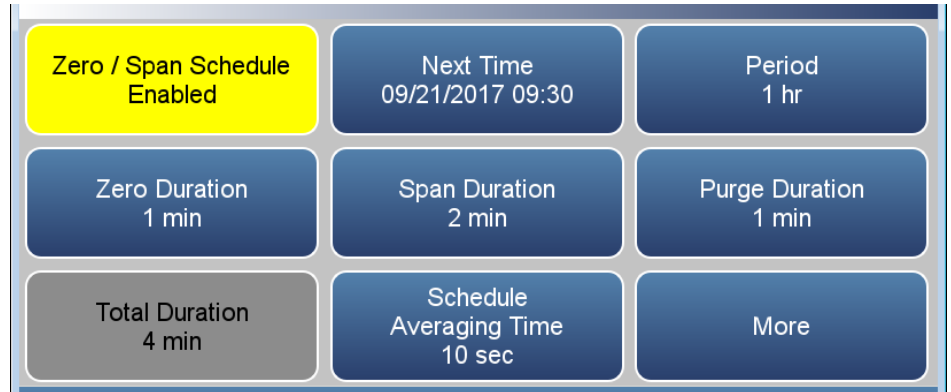 Zero / Span Schedule
Enabled
Next Time
09/21/2017 09:30
Period
1 hr
Zero Duration
1 min
Span Duration
2 min
Purge Duration
1 min
Total Duration
4 min
Schedule
Averaging Time
10 sec
More